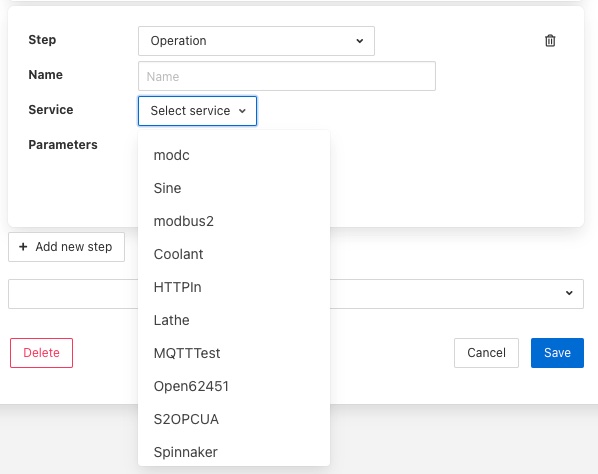 Step Operation
Name Name
Service Select service
Parameters
modc
Sine
modbus2
Coolant
HTTPIn
Lathe
MQTTTest
Open62451
S2OPCUA
Spinnaker
+ Add new step
Delete Cancel Save